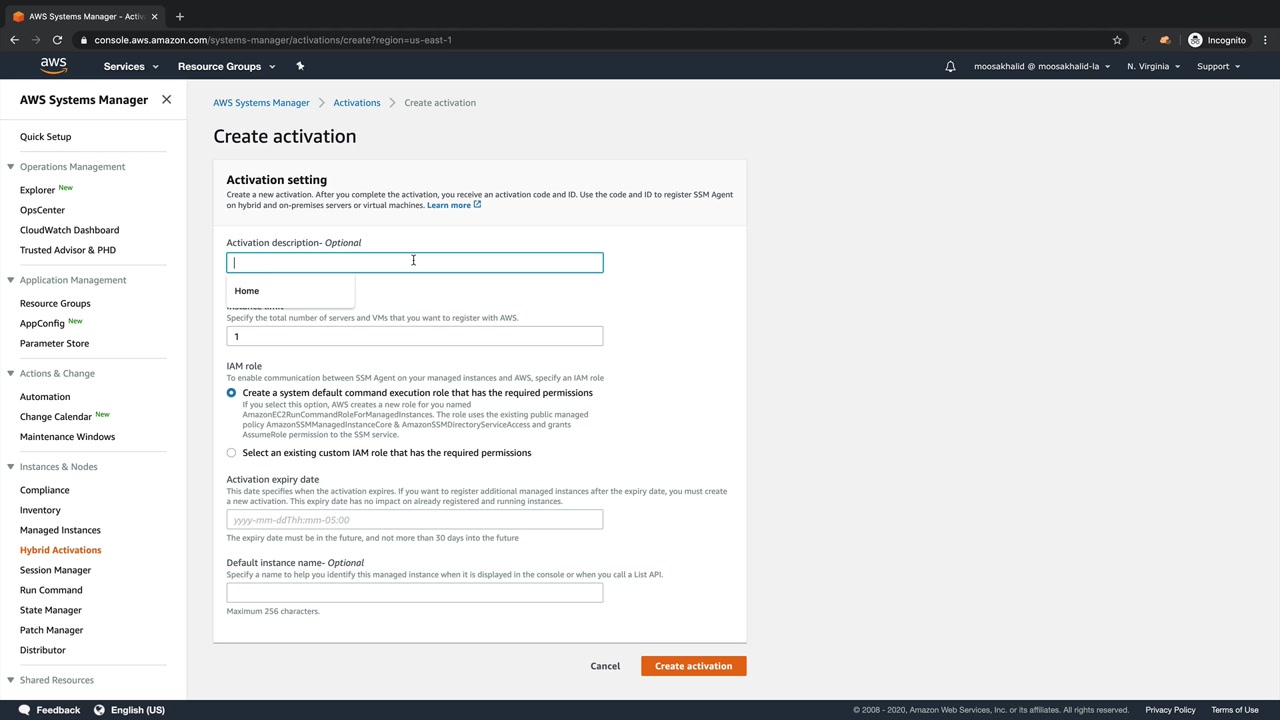 AWS Systems Manager - Activ
console.aws.amazon.com/systems-manager/activations/create?region=us-east-1
Incognito
aws
Services
Resource Groups
moosakhalid @ moosakhalid-la
N. Virginia
Support
AWS Systems Manager
Quick Setup
Operations Management
Explorer New
OpsCenter
CloudWatch Dashboard
Trusted Advisor & PHD
Application Management
Resource Groups
AppConfig New
Parameter Store
Actions & Change
Automation
Change Calendar New
Maintenance Windows
Instances & Nodes
Compliance
Inventory
Managed Instances
Hybrid Activations
Session Manager
Run Command
State Manager
Patch Manager
Distributor
Shared Resources
AWS Systems Manager > Activations > Create activation
Create activation
Activation setting
Create a new activation. After you complete the activation, you receive an activation code and ID. Use the code and ID to register SSM Agent
on hybrid and on-premises servers or virtual machines. Learn more
Activation description- Optional
Home
Instance limit
Specify the total number of servers and VMs that you want to register with AWS.
1
IAM role
To enable communication between SSM Agent on your managed instances and AWS, specify an IAM role
Create a system default command execution role that has the required permissions
If you select this option, AWS creates a new role for you named
AmazonEC2RunCommandRoleForManagedInstances. The role uses the existing public managed
policy AmazonSSMManagedInstanceCore & AmazonSSMDirectoryServiceAccess and grants
AssumeRole permission to the SSM service.
Select an existing custom IAM role that has the required permissions
Activation expiry date
This date specifies when the activation expires. If you want to register additional managed instances after the expiry date, you must create
a new activation. This expiry date has no impact on already registered and running instances.
yyyy-mm-ddThh:mm-05:00
The expiry date must be in the future, and not more than 30 days into the future
Default instance name- Optional
Specify a name to help you identify this managed instance when it is displayed in the console or when you call a List API.
Maximum 256 characters.
Cancel
Create activation
Feedback
English (US)
© 2008 - 2020, Amazon Web Services, Inc. or its affiliates. All rights reserved.
Privacy Policy
Terms of Use